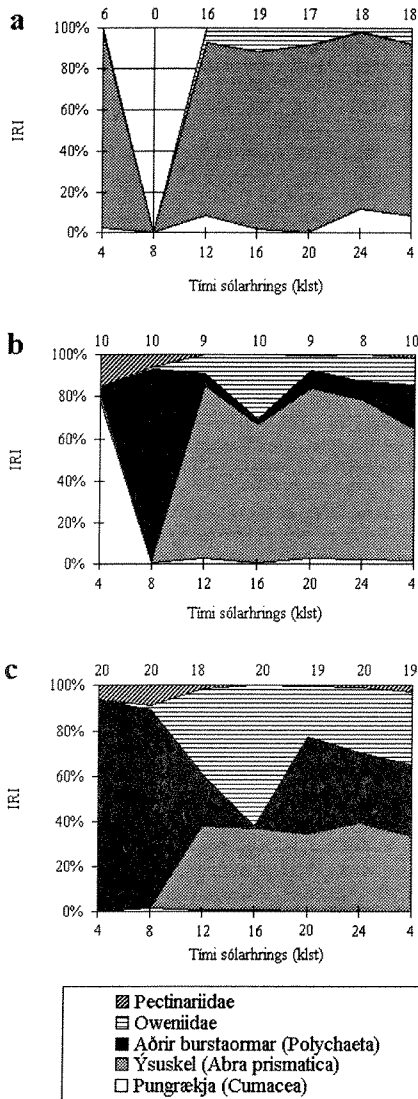 a
6 0 16 19 17 18 18
100%
80%
60%
40%
20%
0%
IRI
4 8 12 16 20 24 4
Tími sólarhrings (klst)
b
10 10 9 10 9 8 10
100%
80%
60%
40%
20%
0%
IRI
4 8 12 16 20 24 4
Tími sólarhrings (klst)
c
20 20 18 20 19 20 19
100%
80%
60%
40%
20%
0%
IRI
4 8 12 16 20 24 4
Tími sólarhrings (klst)
Pectinariidae
Oweniidae
Aðrir burstaormar (Polychaeta)
Ýsuskel (Abra prismatica)
Pungrækja (Cumacea)